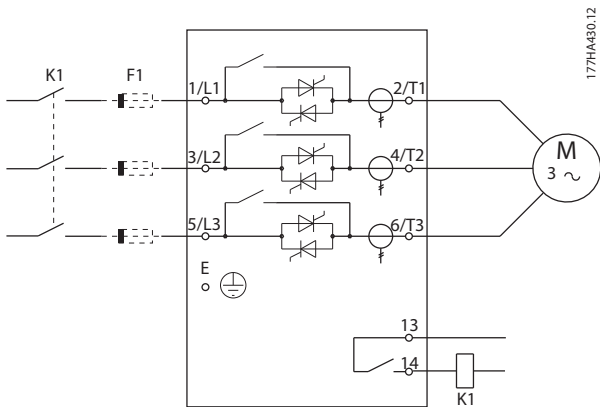 177HA430.12
K1 F1
1/L1 2/T1
3/L2 4/T2
M
3 ~
5/L3 6/T3
E
13
14
K1